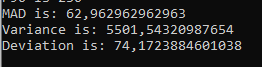 MAD is: 62,962962962963
Variance is: 5501,54320987654
Deviation is: 74,1723884601038